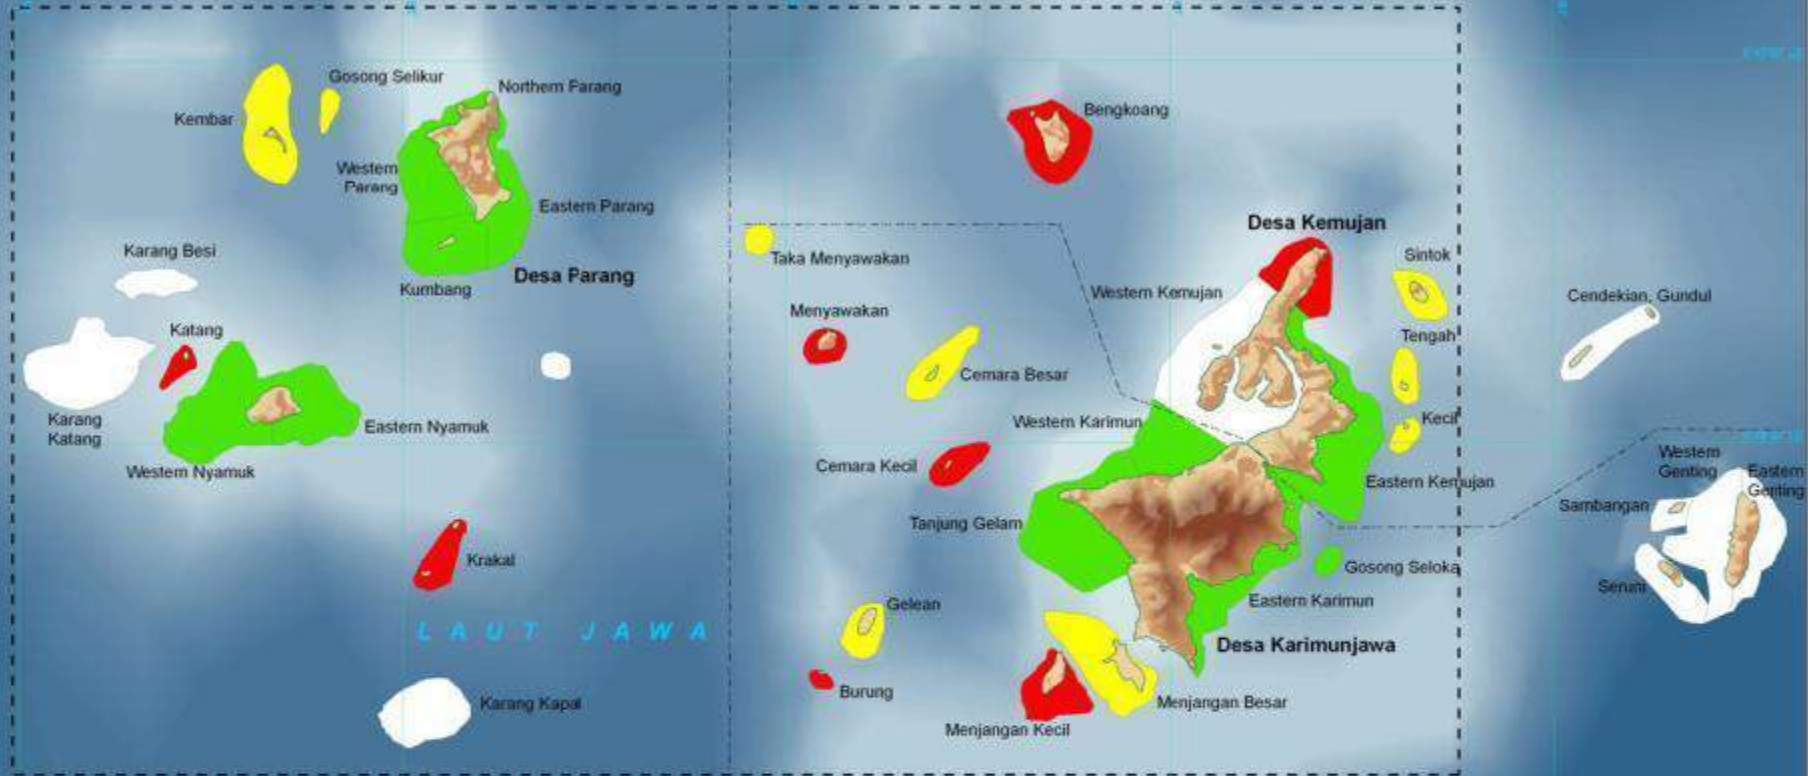 Gosong Selikur
Northern Parang
Kembar
Bengkoang
Western
Parang
Eastern Parang
Desa Kemujan
Karang Besi
Sintok
Taka Menyawakan
Desa Parang
Kumbang
Western Kemujan
Cendekian, Gundul
Menyawakan
Katang
Tengah
Cemara Besar
Karang
Katang
Eastern Nyamuk
Western Karimun
Kecil
Western Nyamuk
Cemara Kecil
Western
Genting
Eastern
Genting
Eastern Kemujan
Sambangan
Tanjung Gelam
Krakal
Gosong Seloka
Seruni
Gelean
Eastern Karimun
LAUT JAWA
Desa Karimunjawa
Burung
Karang Kapal
Menjangan Besar
Menjangan Kecil